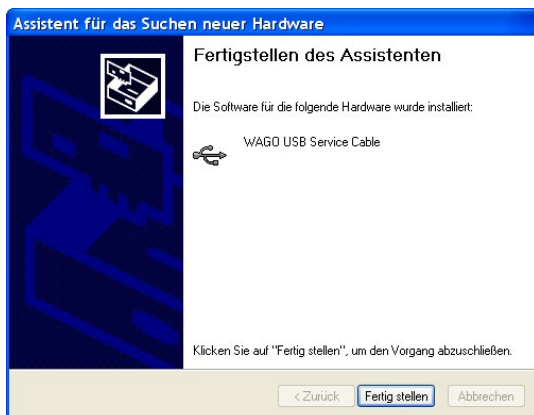 Assistent für das Suchen neuer Hardware
Fertigstellen des Assistenten
Die Software für die folgende Hardware wurde installiert:
WAGO USB Service Cable
Klicken Sie auf "Fertig stellen", um den Vorgang abzuschließen.
< Zurück Fertig stellen Abbrechen